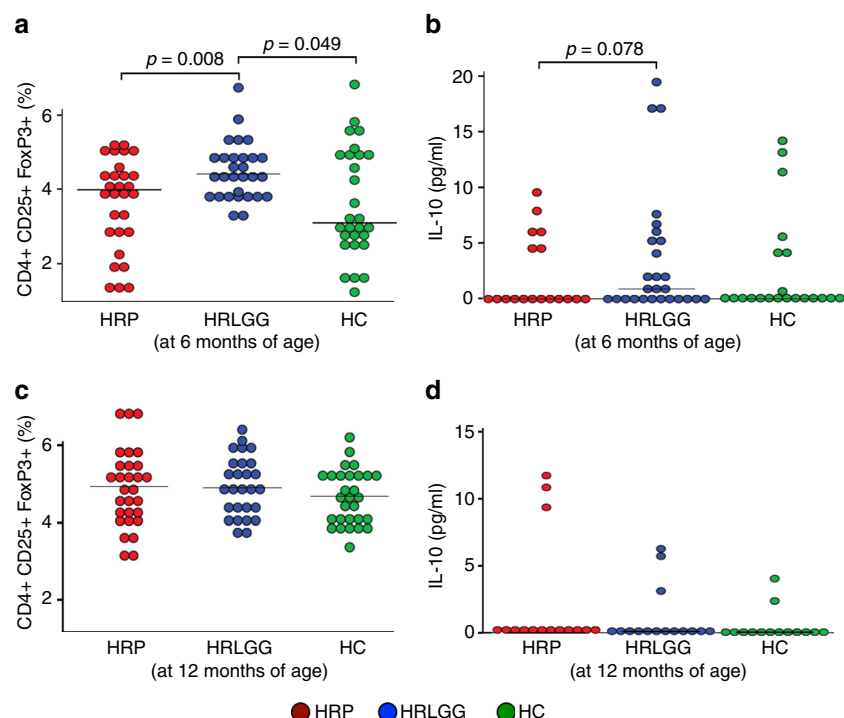 a
p = 0.008
p = 0.049
CD4+ CD25+ FoxP3+ (%)
6
4
2
HRP HRLGG HC
(at 6 months of age)
b
p = 0.078
IL-10 (pg/ml)
20
15
10
5
0
HRP HRLGG HC
(at 6 months of age)
c
CD4+ CD25+ FoxP3+ (%)
6
4
2
HRP HRLGG HC
(at 12 months of age)
d
IL-10 (pg/ml)
15
10
5
0
HRP HRLGG HC
(at 12 months of age)
HRP HRLGG HC